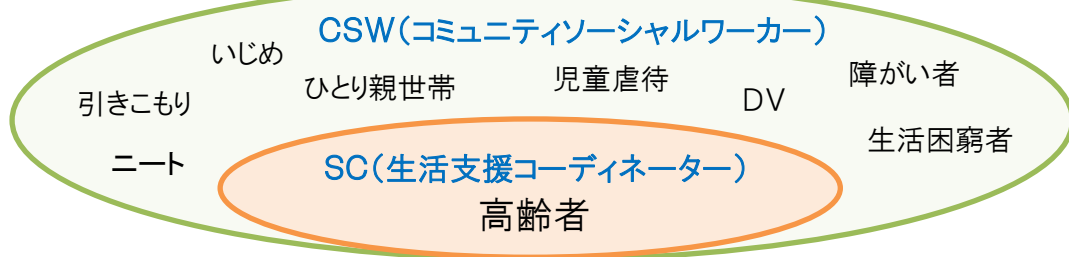 CSW(コミュニティソーシャルワーカー)
いじめ
ひとり親世帯
児童虐待
障がい者
引きこもり
DV
生活困窮者
ニート
SC(生活支援コーディネーター)
高齢者